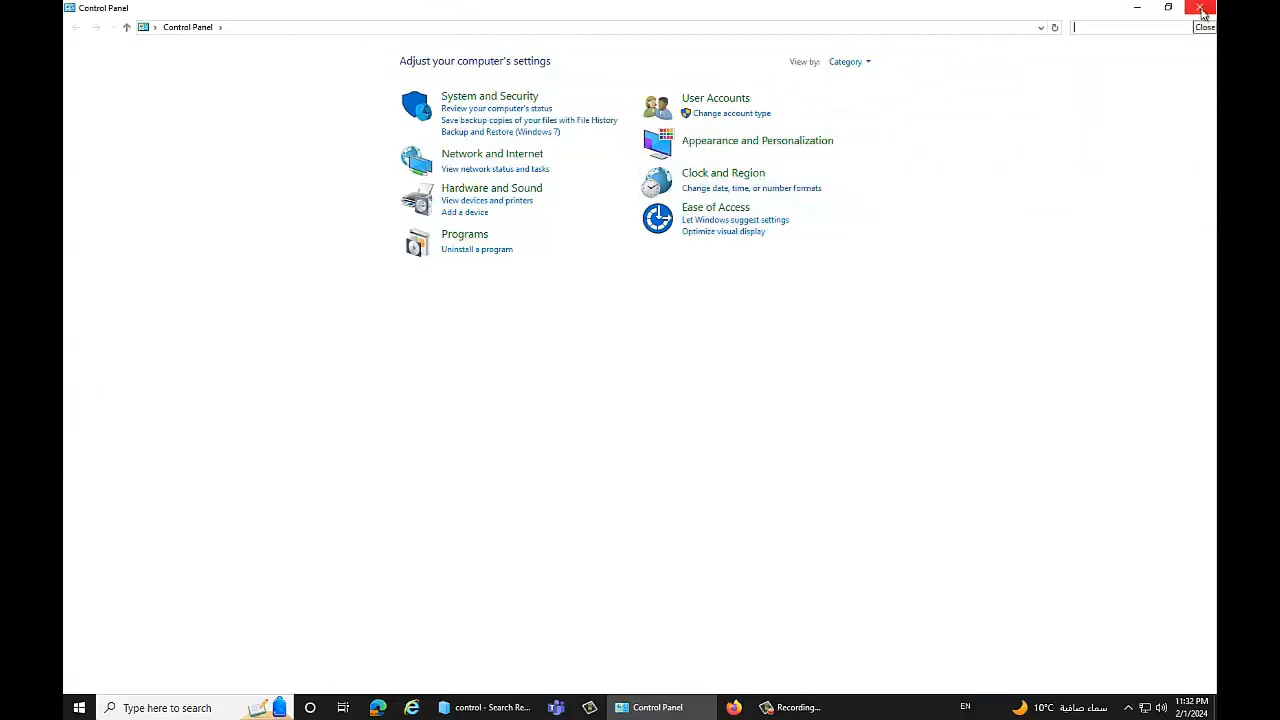 Control Panel
Control Panel
Close
Adjust your computer's settings
View by: Category
System and Security
Review your computer's status
Save backup copies of your files with File History
Backup and Restore (Windows 7)
Network and Internet
View network status and tasks
Hardware and Sound
View devices and printers
Add a device
Programs
Uninstall a program
User Accounts
Change account type
Appearance and Personalization
Clock and Region
Change date, time, or number formats
Ease of Access
Let Windows suggest settings
Optimize visual display
Type here to search
control - Search Re...
Control Panel
Recording...
EN
10°C سماء صافية
11:32 PM
2/1/2024